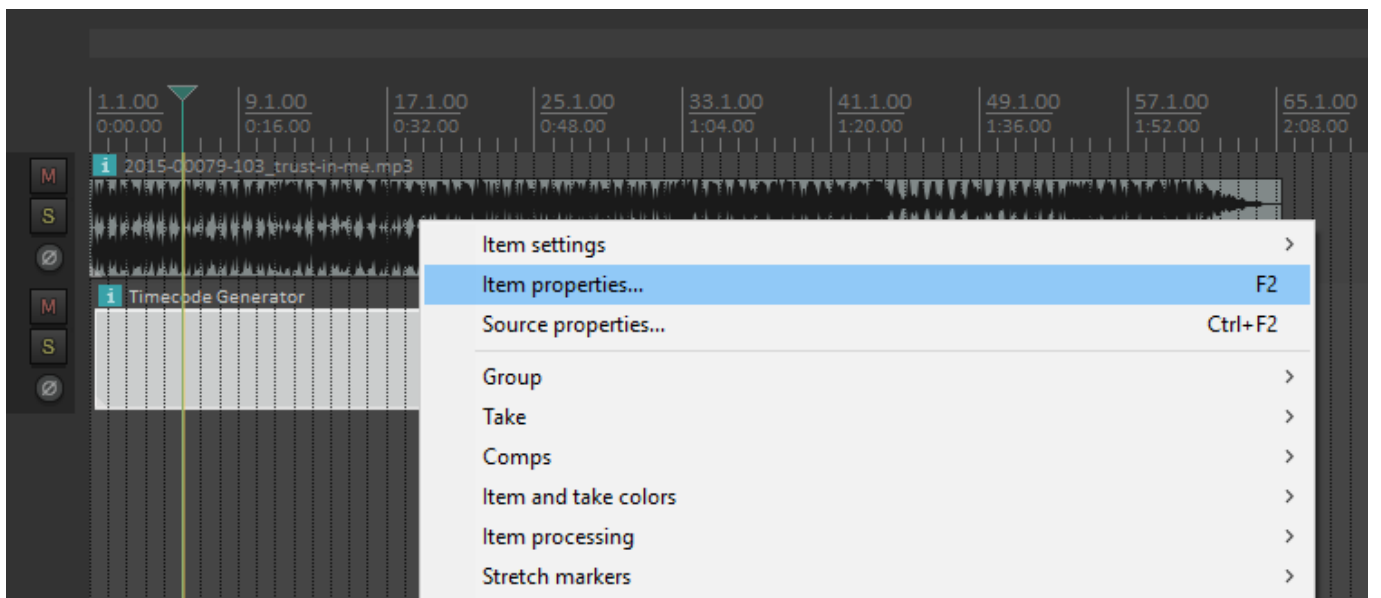 1.1.00 9.1.00 17.1.00 25.1.00 33.1.00 41.1.00 49.1.00 57.1.00 65.1.00
0:00.00 0:16.00 0:32.00 0:48.00 1:04.00 1:20.00 1:36.00 1:52.00 2:08.00
M i 2015-00079-103_trust-in-me.mp3
S
Ø
M i Timecode Generator
S
Ø
Item settings >
Item properties... F2
Source properties... Ctrl+F2
Group >
Take >
Comps >
Item and take colors >
Item processing >
Stretch markers >